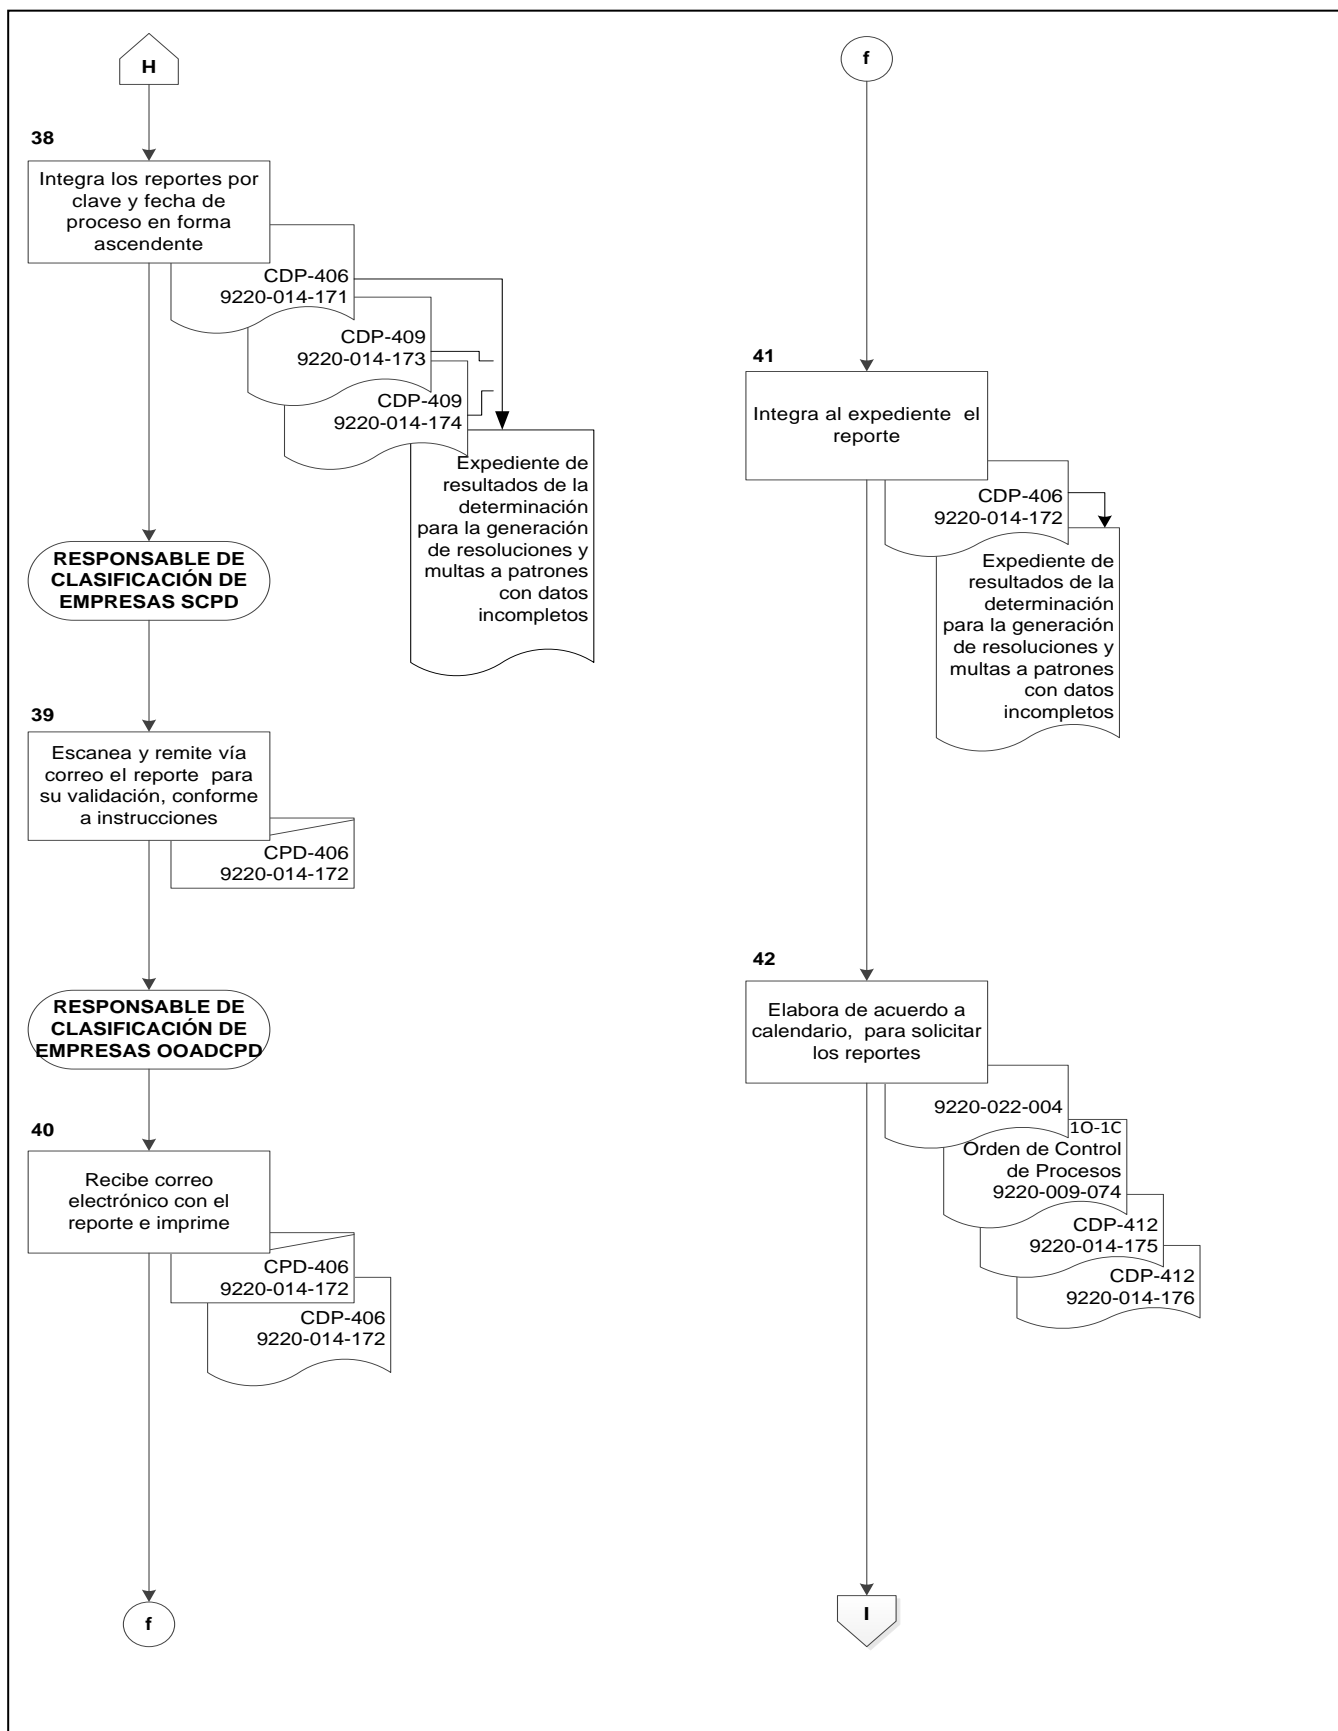 H
38
Integra los reportes por
clave y fecha de
proceso en forma
ascendente
CDP-406
9220-014-171
CDP-409
9220-014-173
CDP-409
9220-014-174
Expediente de
resultados de la
determinación
para la generación
de resoluciones y
multas a patrones
con datos
incompletos
RESPONSABLE DE
CLASIFICACIÓN DE
EMPRESAS SCPD
39
Escanea y remite vía
correo el reporte para
su validación, conforme
a instrucciones
CPD-406
9220-014-172
RESPONSABLE DE
CLASIFICACIÓN DE
EMPRESAS OOADCPD
40
Recibe correo
electrónico con el
reporte e imprime
CPD-406
9220-014-172
CDP-406
9220-014-172
f
f
41
Integra al expediente el
reporte
CDP-406
9220-014-172
Expediente de
resultados de la
determinación
para la generación
de resoluciones y
multas a patrones
con datos
incompletos
42
Elabora de acuerdo a
calendario, para solicitar
los reportes
9220-022-004
1O-1C
Orden de Control
de Procesos
9220-009-074
CDP-412
9220-014-175
CDP-412
9220-014-176
I